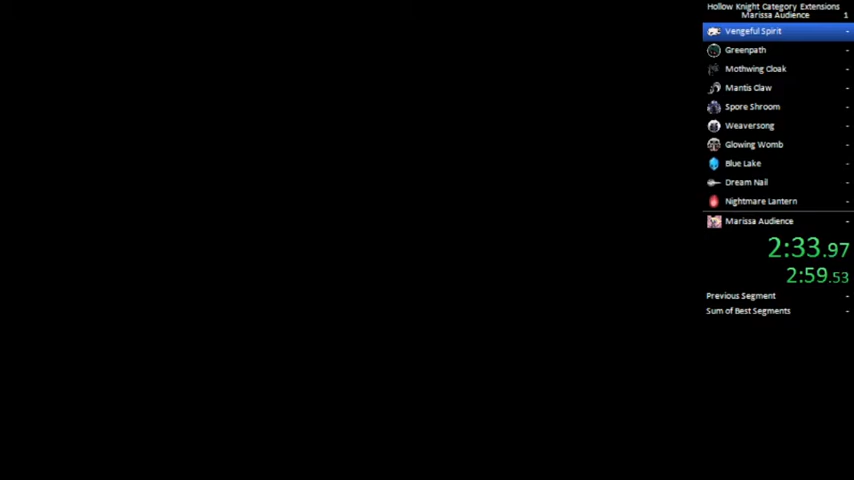 Hollow Knight Category Extensions
Marissa Audience 1
Vengeful Spirit -
Greenpath -
Mothwing Cloak -
Mantis Claw -
Spore Shroom -
Weaversong -
Glowing Womb -
Blue Lake -
Dream Nail -
Nightmare Lantern -
Marissa Audience -
2:33.97
2:59.53
Previous Segment -
Sum of Best Segments -